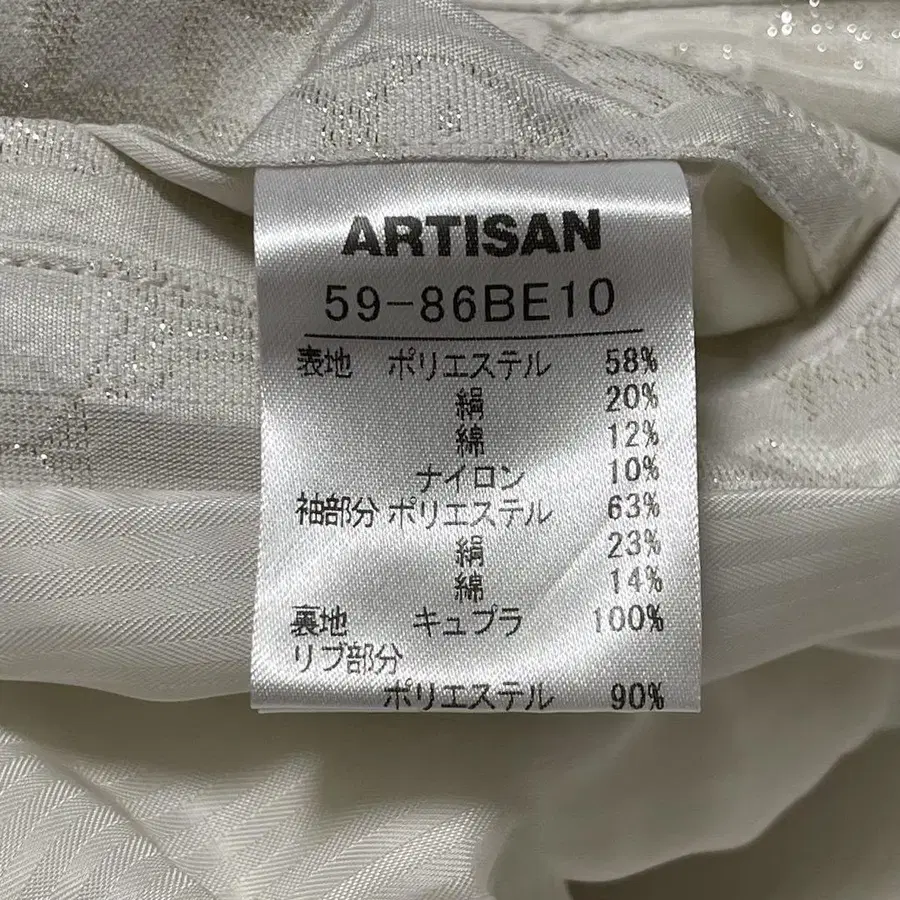 ARTISAN
59-86BE10
表地 ポリエステル 58%
絹 20%
綿 12%
ナイロン 10%
袖部分 ポリエステル 63%
絹 23%
綿 14%
裏地 キュプラ 100%
リブ部分
ポリエステル 90%